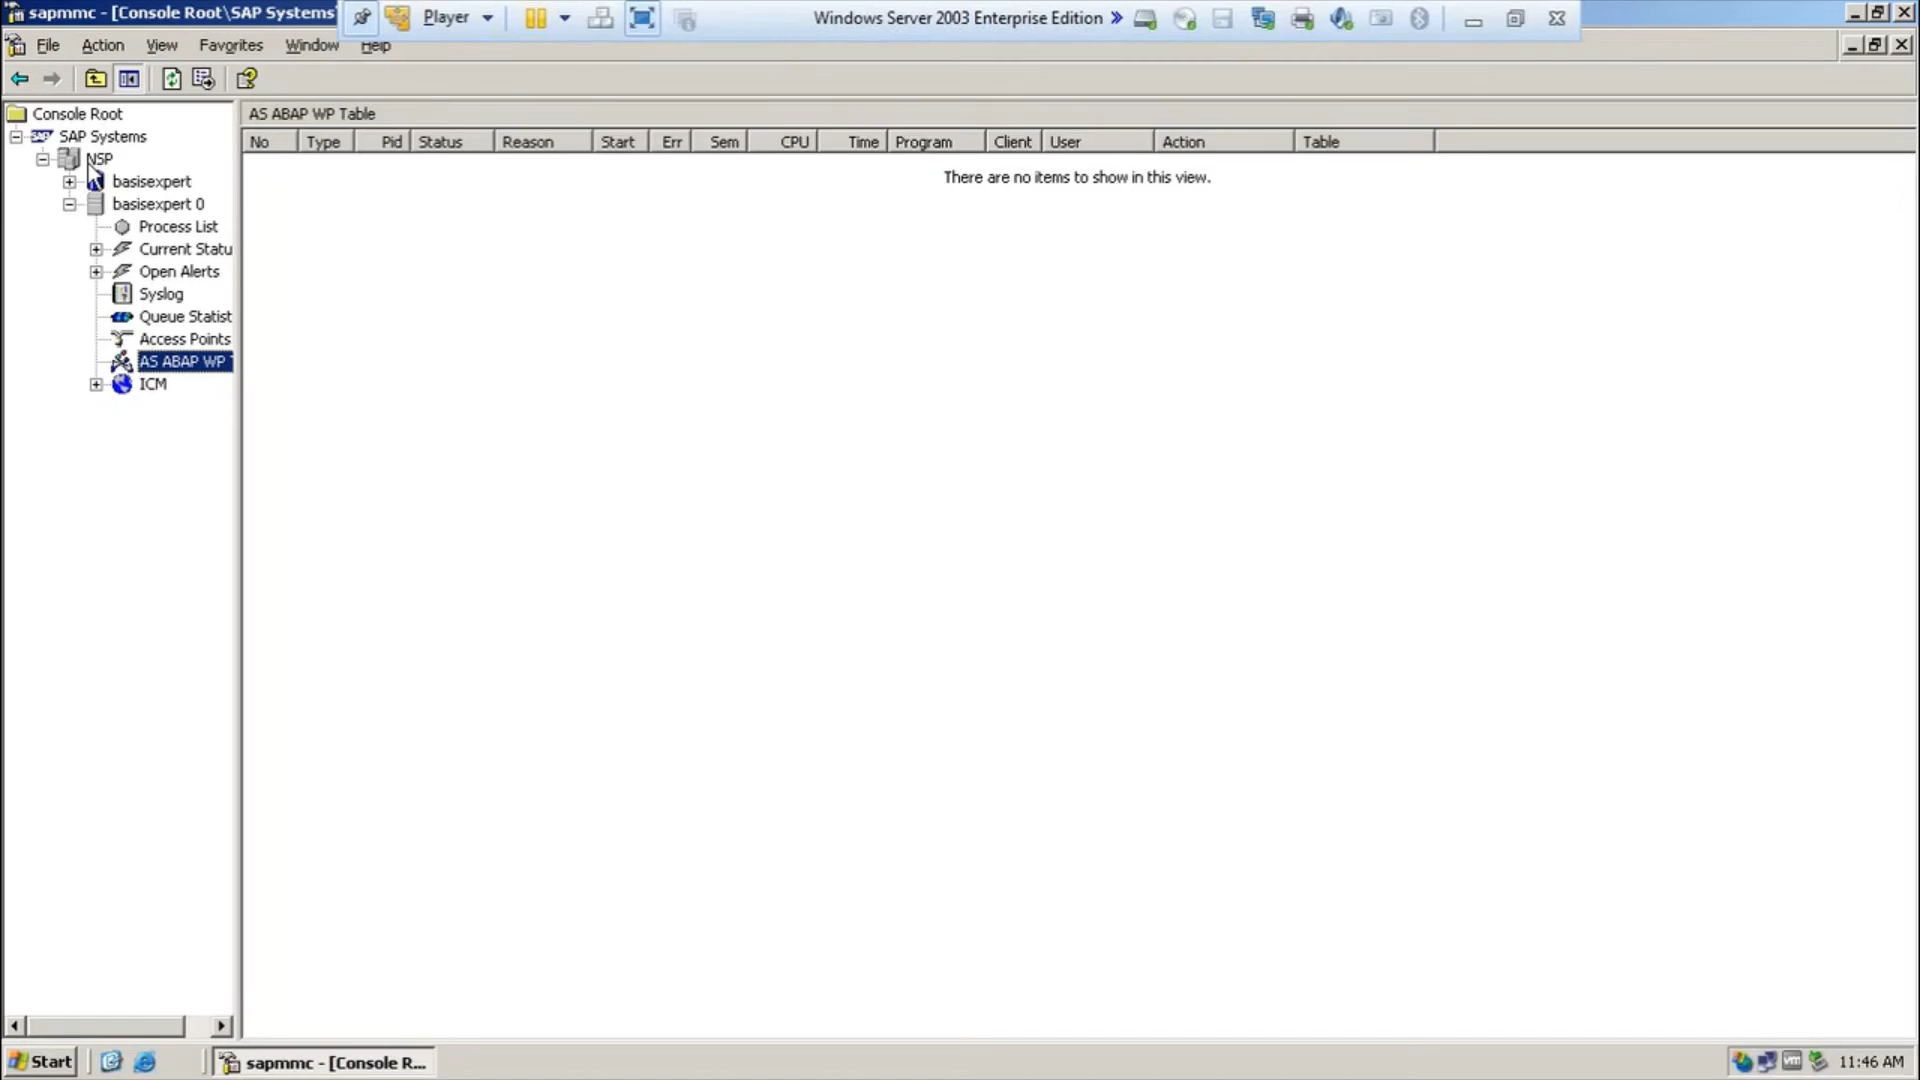 sapmmc - [Console Root\SAP Systems
Player
Windows Server 2003 Enterprise Edition
File Action View Favorites Window Help
Console Root
SAP Systems
NSP
basisexpert
basisexpert 0
Process List
Current Statu
Open Alerts
Syslog
Queue Statist
Access Points
AS ABAP WP T
ICM
AS ABAP WP Table
No Type Pid Status Reason Start Err Sem CPU Time Program Client User Action Table
There are no items to show in this view.
Start
sapmmc - [Console R...
vm
11:46 AM